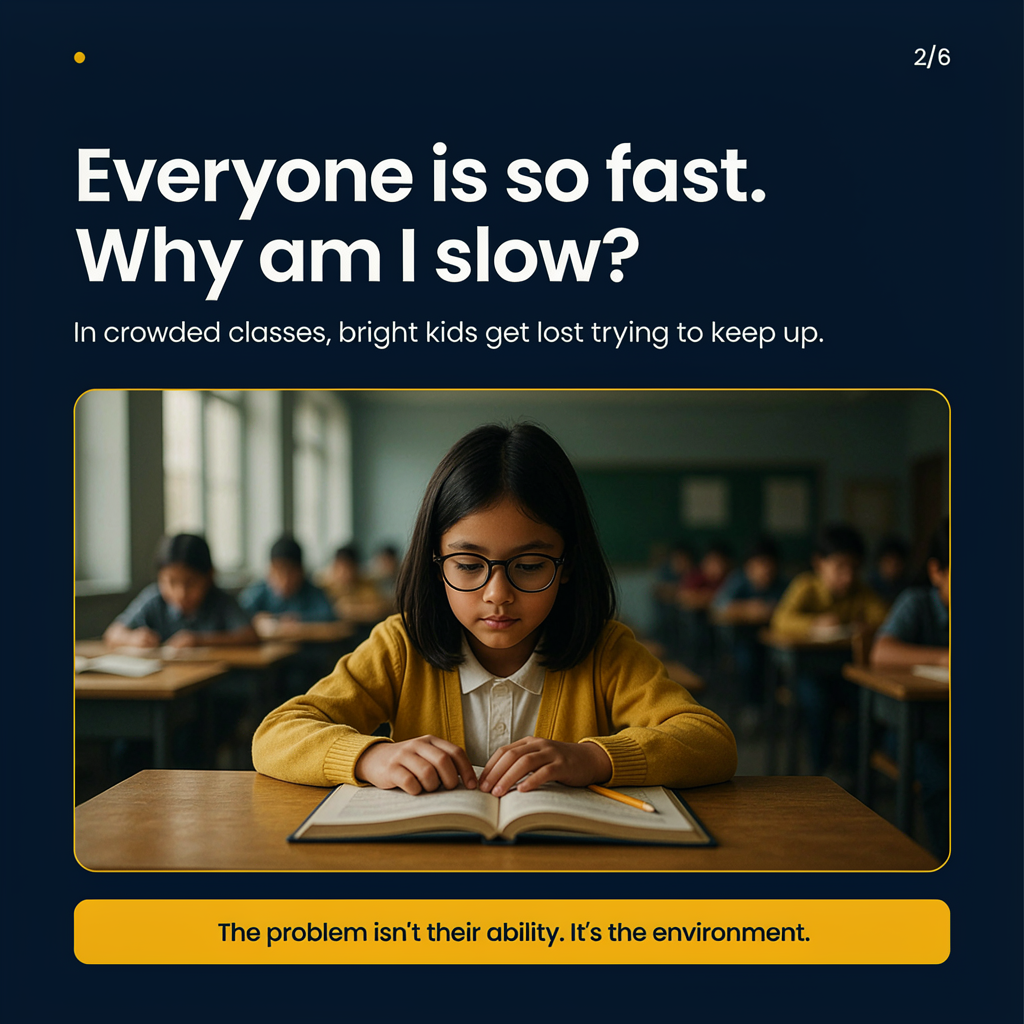 2/6
Everyone is so fast.
Why am I slow?
In crowded classes, bright kids get lost trying to keep up.
The problem isn't their ability. It's the environment.